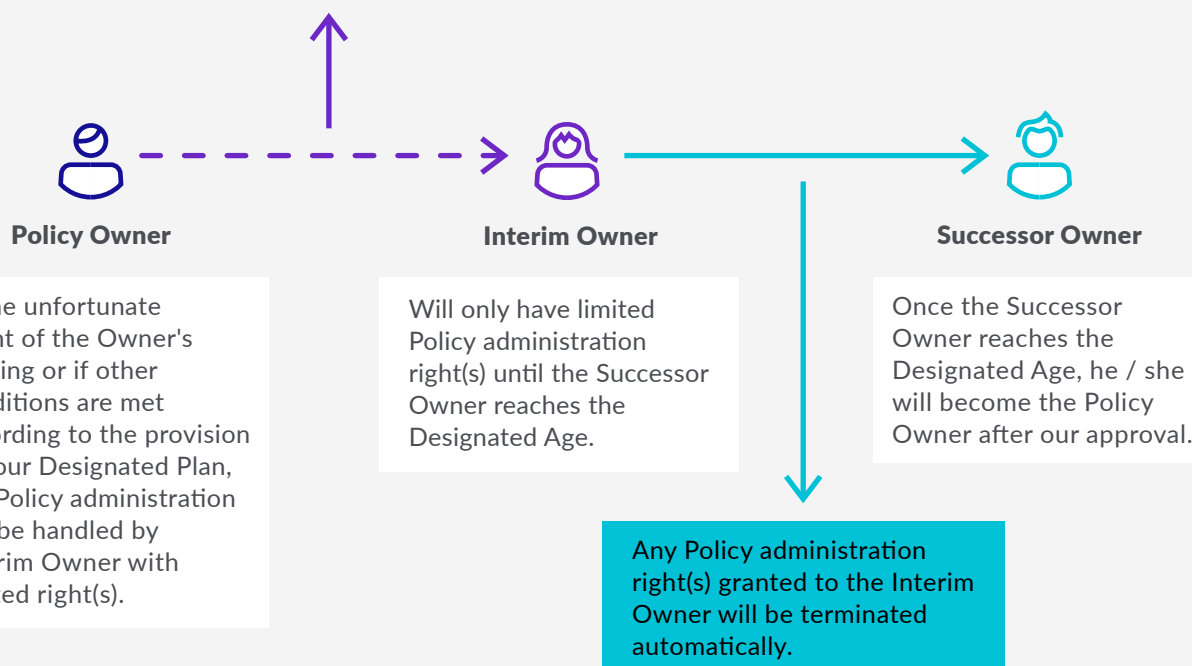 Policy Owner
Interim Owner
Successor Owner
unfortunate
of the Owner's
or if other
are met
to the provision
Designated Plan,
Policy administration
be handled by
Owner with
right(s).
Will only have limited
Policy administration
right(s) until the Successor
Owner reaches the
Designated Age.
Once the Successor
Owner reaches the
Designated Age, he / she
will become the Policy
Owner after our approval.
Any Policy administration
right(s) granted to the Interim
Owner will be terminated
automatically.